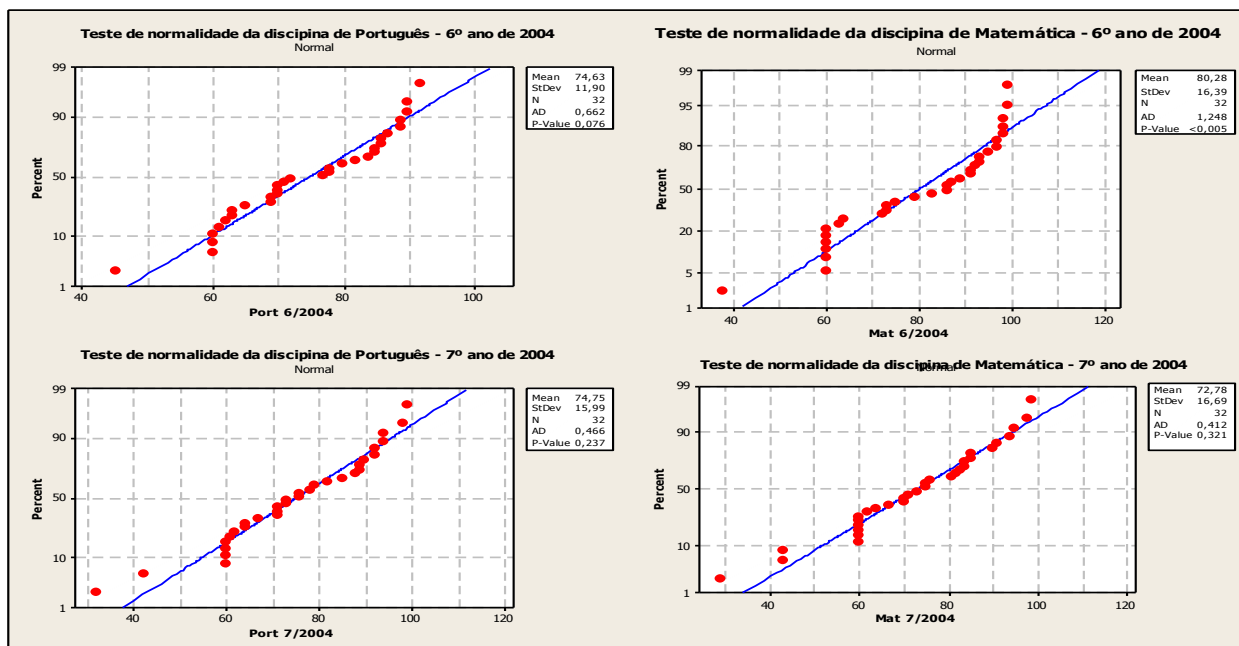 Teste de normalidade da discipina de Português - 6º ano de 2004
Normal
99
90
50
10
1
Percent
40
60
80
100
Port 6/2004
Mean 74,63
StDev 11,90
N 32
AD 0,662
P-Value 0,076
Teste de normalidade da discipina de Matemática - 6º ano de 2004
Normal
99
95
80
50
20
5
1
Percent
40
60
80
100
120
Mat 6/2004
Mean 80,28
StDev 16,39
N 32
AD 1,248
P-Value <0,005
Teste de normalidade da discipina de Português - 7º ano de 2004
Normal
99
90
50
10
1
Percent
40
60
80
100
Port 7/2004
Mean 74,75
StDev 15,99
N 32
AD 0,466
P-Value 0,237
Teste de normalidade da discipina de Matemática - 7º ano de 2004
Normal
99
90
50
10
1
Percent
40
60
80
100
120
Mat 7/2004
Mean 72,78
StDev 16,69
N 32
AD 0,412
P-Value 0,321